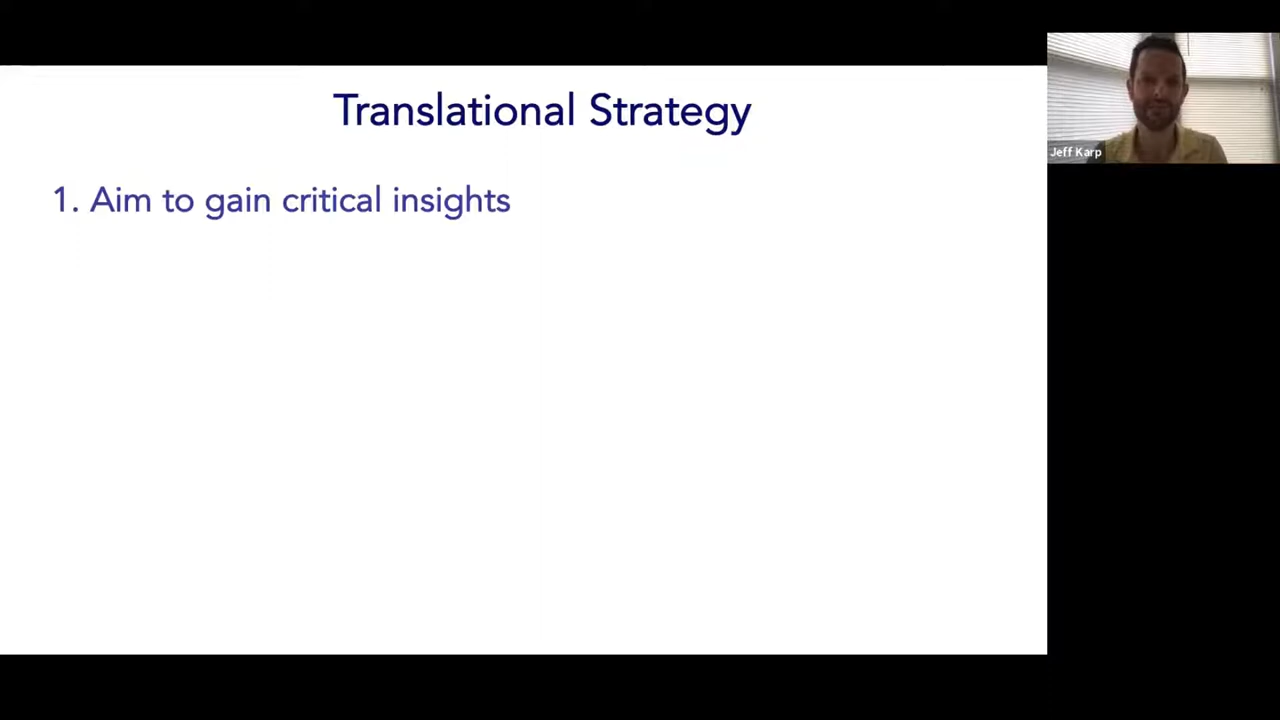 Translational Strategy
1. Aim to gain critical insights
Jeff Karp